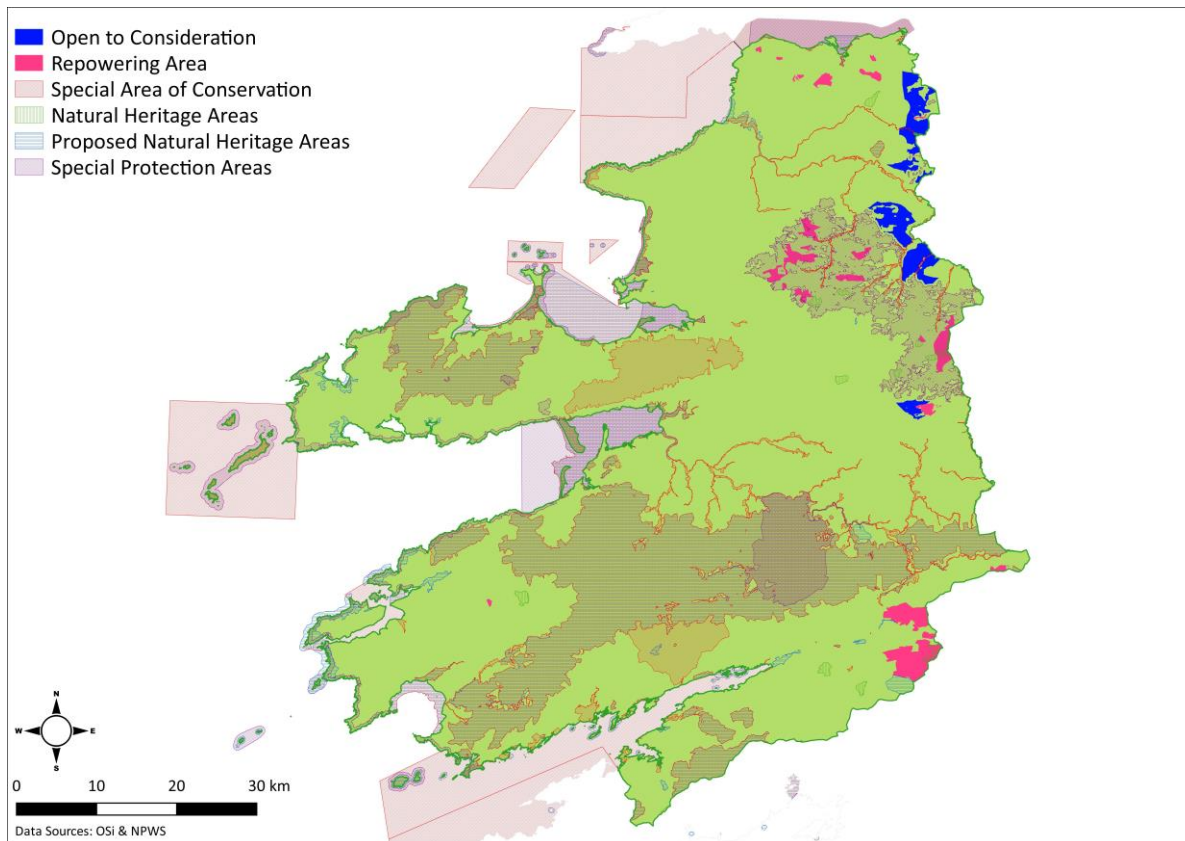 Open to Consideration
Repowering Area
Special Area of Conservation
Natural Heritage Areas
Proposed Natural Heritage Areas
Special Protection Areas
N
W E
S
0 10 20 30 km
Data Sources: OSi & NPWS